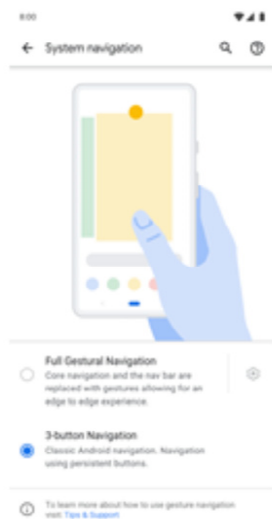 8:00
System navigation
Full Gestural Navigation
Core navigation and the nav bar are
replaced with gestures allowing for an
edge to edge experience.
3-button Navigation
Classic Android navigation. Navigation
using persistent buttons.
To learn more about how to use gesture navigation
visit Tips & Support